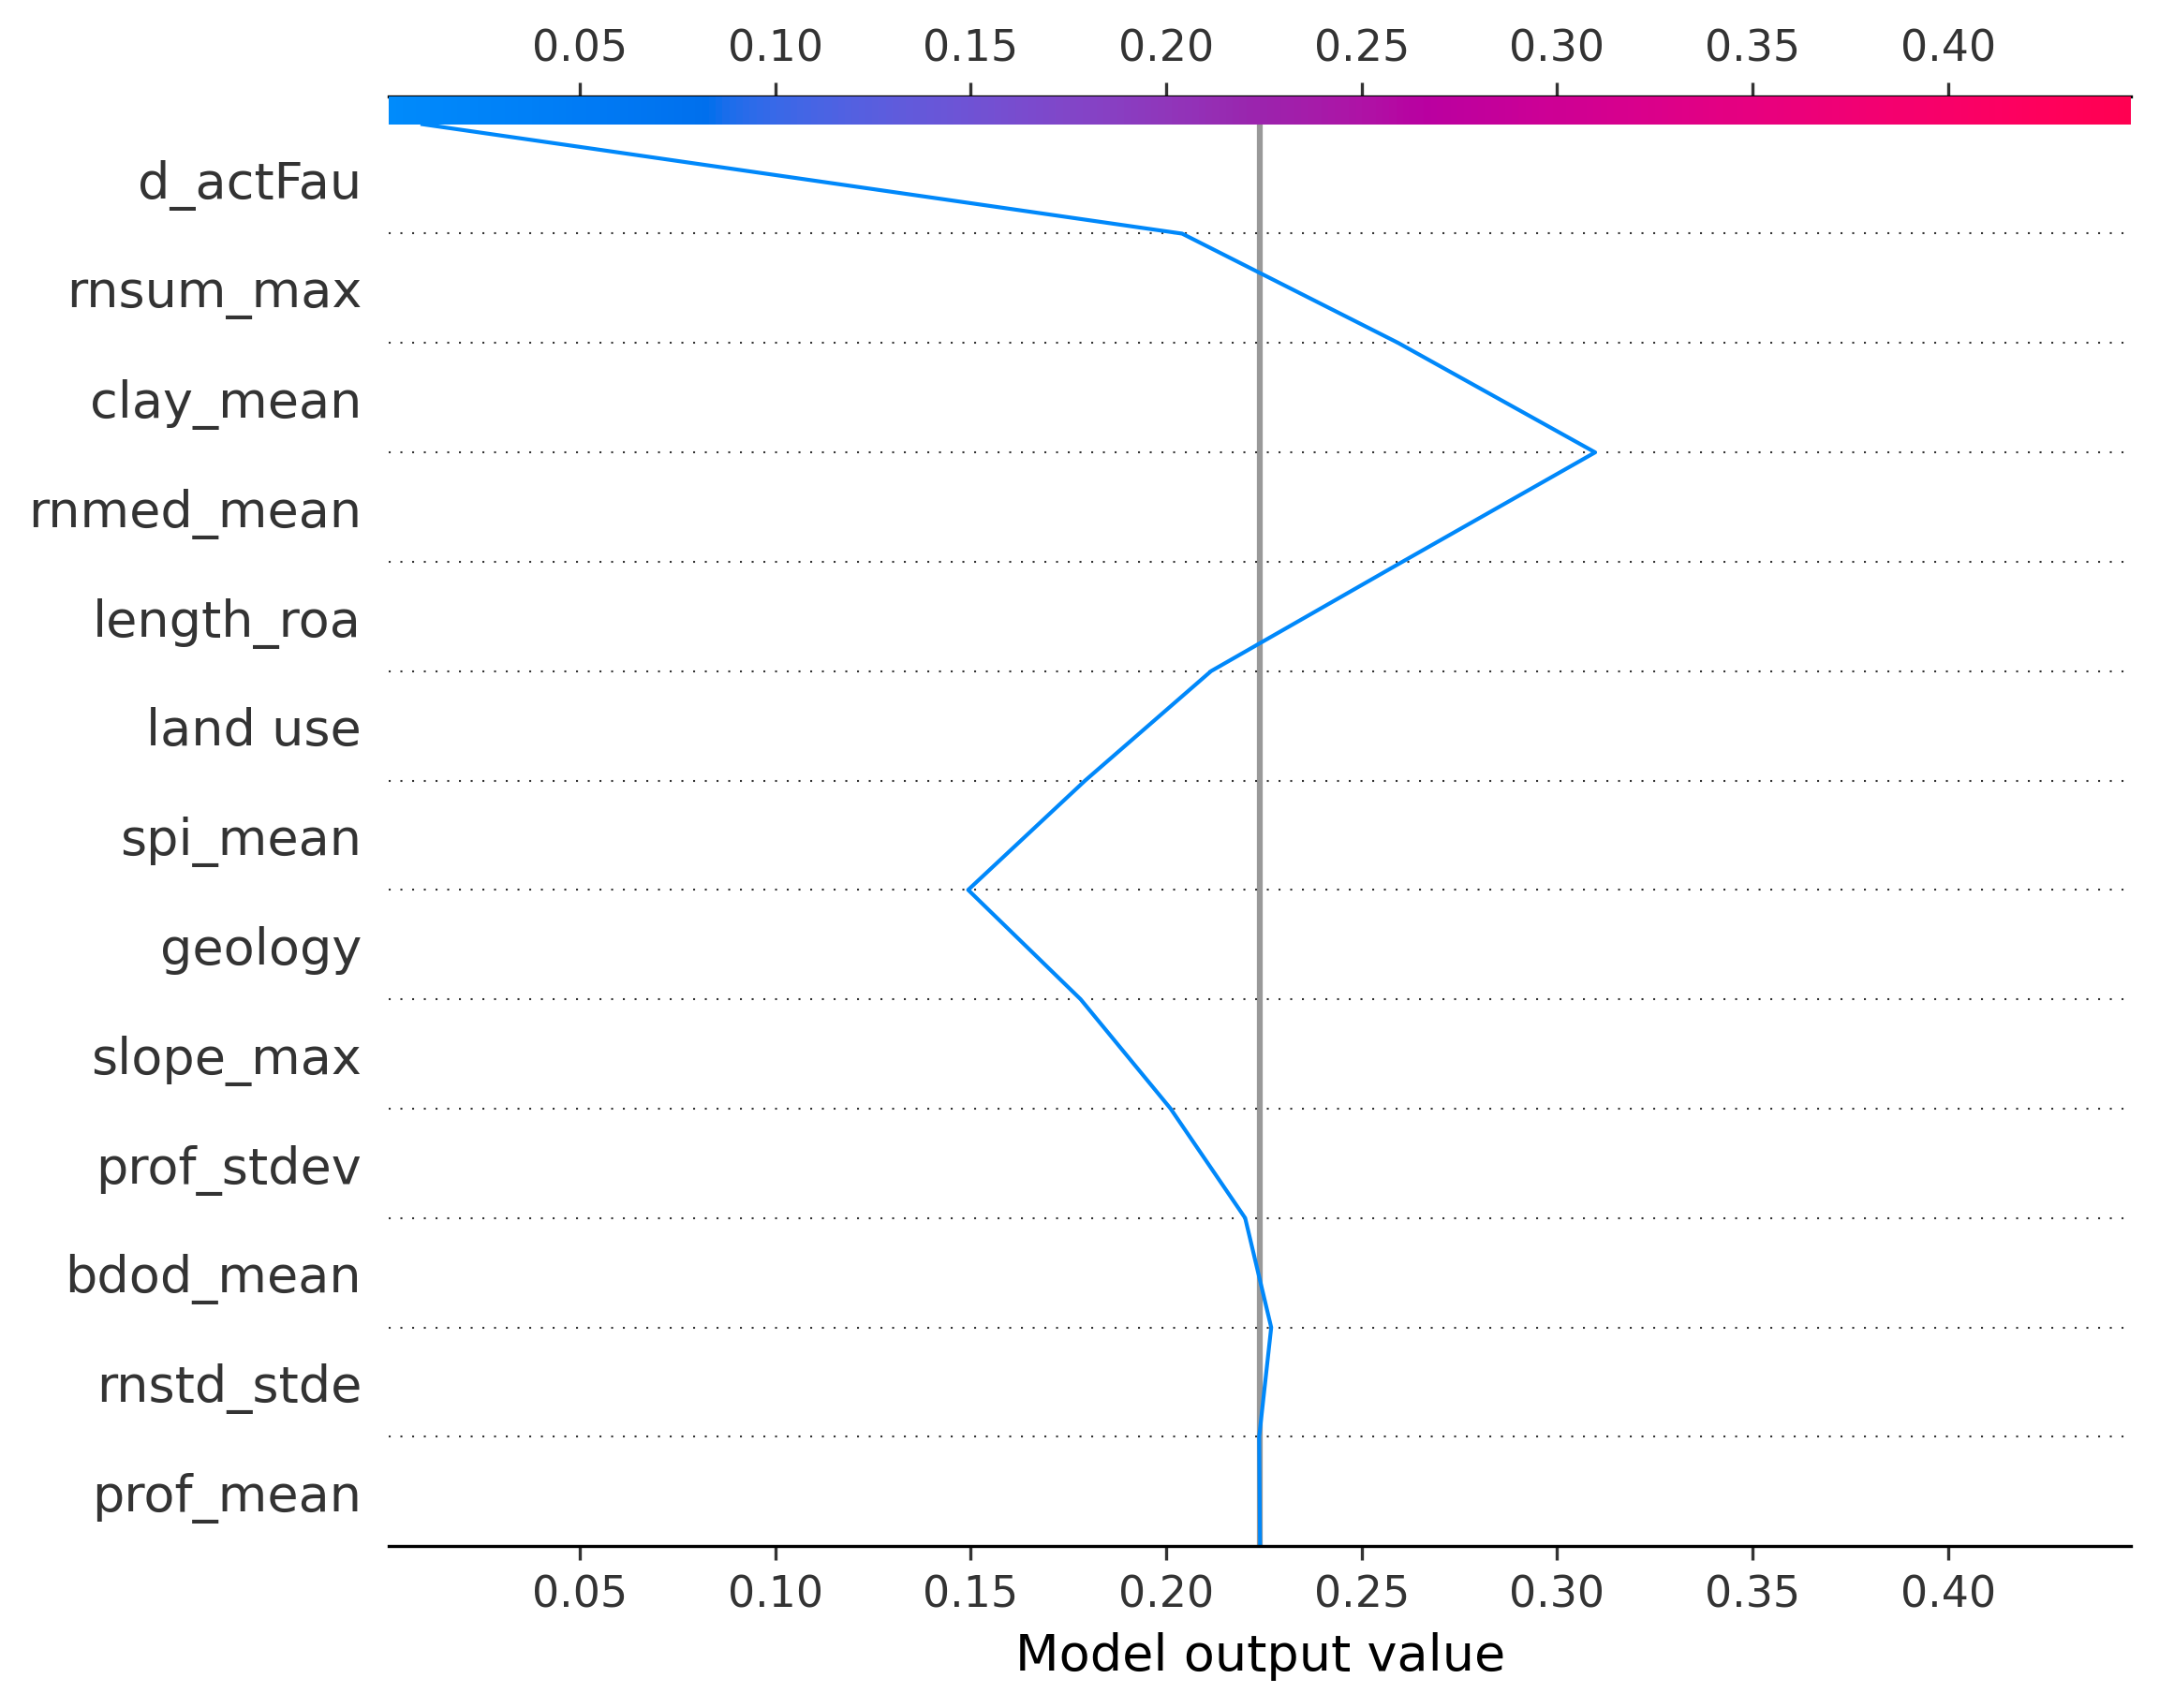 0.05 0.10 0.15 0.20 0.25 0.30 0.35 0.40
d_actFau
rnsum_max
clay_mean
rnmed_mean
length_roa
land use
spi_mean
geology
slope_max
prof_stdev
bdod_mean
rnstd_stde
prof_mean
0.05 0.10 0.15 0.20 0.25 0.30 0.35 0.40
Model output value